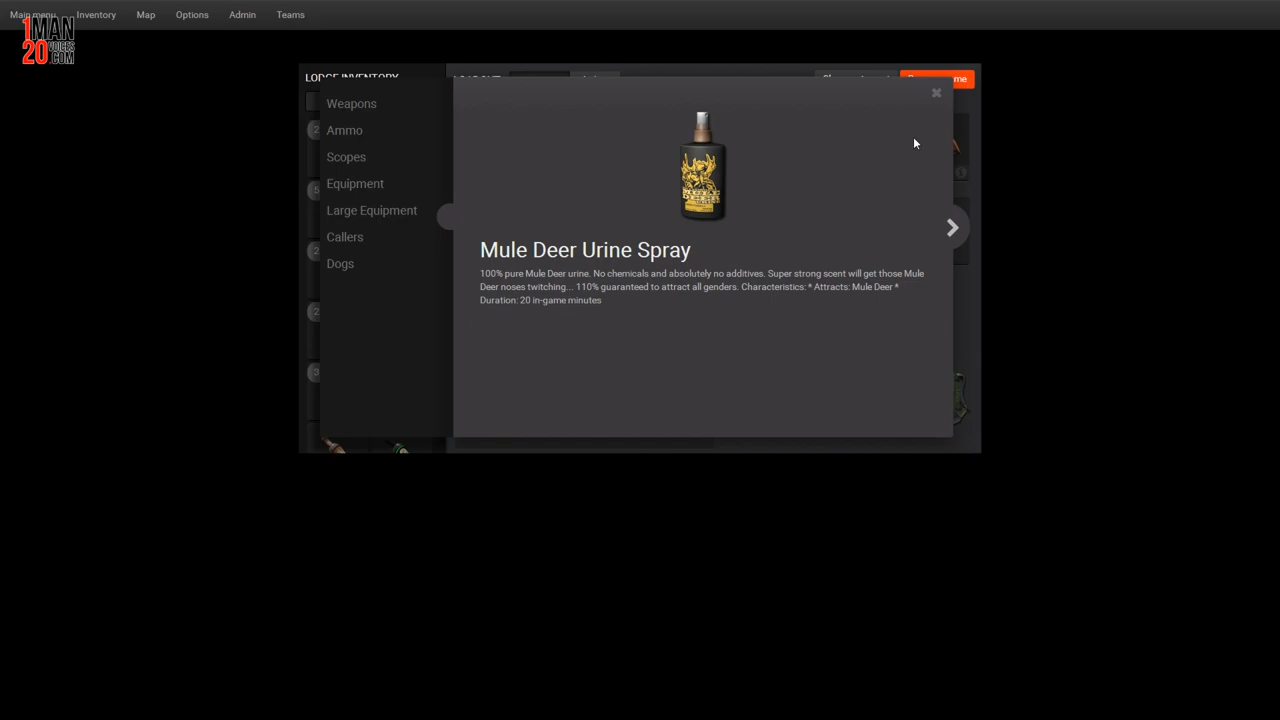 Main menu Inventory Map Options Admin Teams
1MAN
20 VOICES
.COM
LODGE INVENTORY
Weapons
Ammo
Scopes
Equipment
Large Equipment
Callers
Dogs
Mule Deer Urine Spray
100% pure Mule Deer urine. No chemicals and absolutely no additives. Super strong scent will get those Mule
Deer noses twitching... 110% guaranteed to attract all genders. Characteristics: * Attracts: Mule Deer *
Duration: 20 in-game minutes